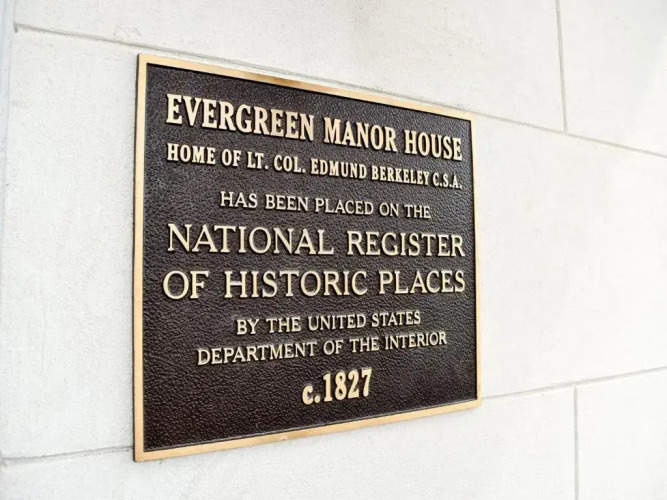 EVERGREEN MANOR HOUSE
HOME OF LT. COL. EDMUND BERKELEY C.S.A.
HAS BEEN PLACED ON THE
NATIONAL REGISTER
OF HISTORIC PLACES
BY THE UNITED STATES
DEPARTMENT OF THE INTERIOR
c.1827